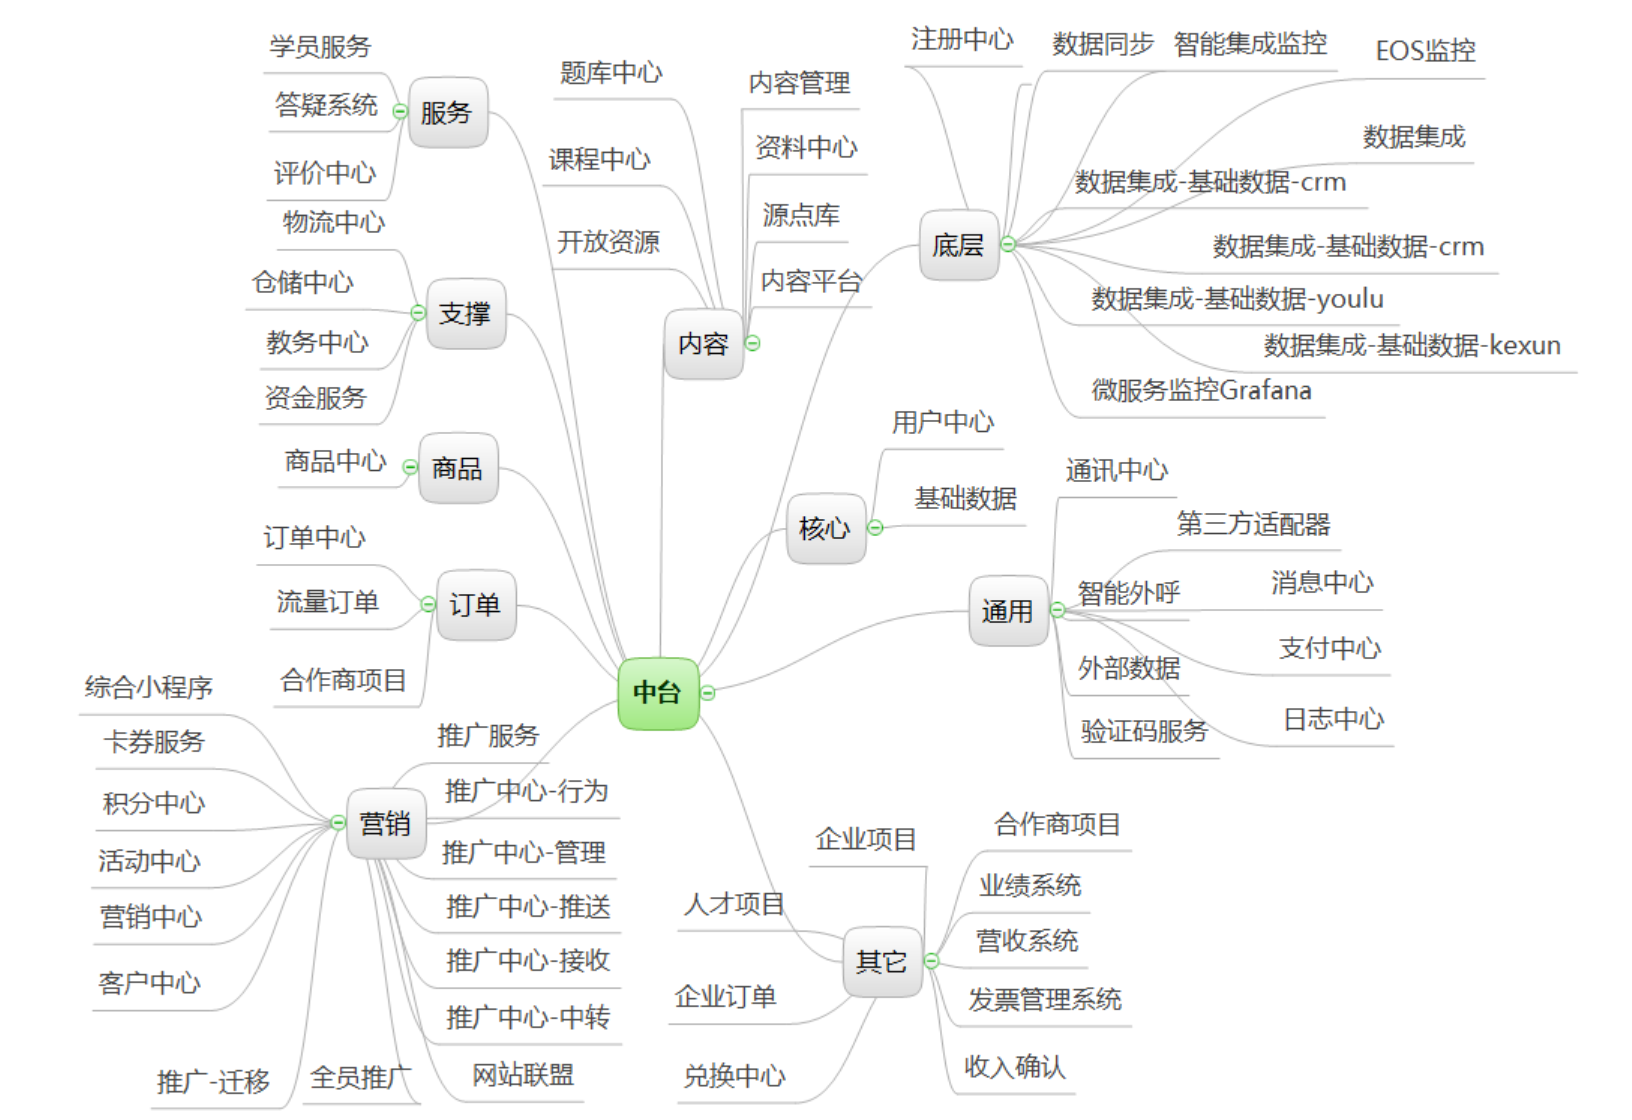 中台
服务
学员服务
答疑系统
评价中心
支撑
物流中心
仓储中心
教务中心
资金服务
商品
商品中心
订单
订单中心
流量订单
合作商项目
营销
综合小程序
卡券服务
积分中心
活动中心
营销中心
客户中心
推广-迁移
全员推广
推广服务
推广中心-行为
推广中心-管理
推广中心-推送
推广中心-接收
推广中心-中转
网站联盟
内容
题库中心
课程中心
开放资源
内容管理
资料中心
源点库
内容平台
底层
注册中心
数据同步
智能集成监控
EOS监控
数据集成
数据集成-基础数据-crm
数据集成-基础数据-crm
数据集成-基础数据-youlu
数据集成-基础数据-kexun
微服务监控Grafana
核心
用户中心
基础数据
通用
通讯中心
第三方适配器
智能外呼
消息中心
支付中心
外部数据
日志中心
验证码服务
其它
企业项目
人才项目
企业订单
兑换中心
合作商项目
业绩系统
营收系统
发票管理系统
收入确认